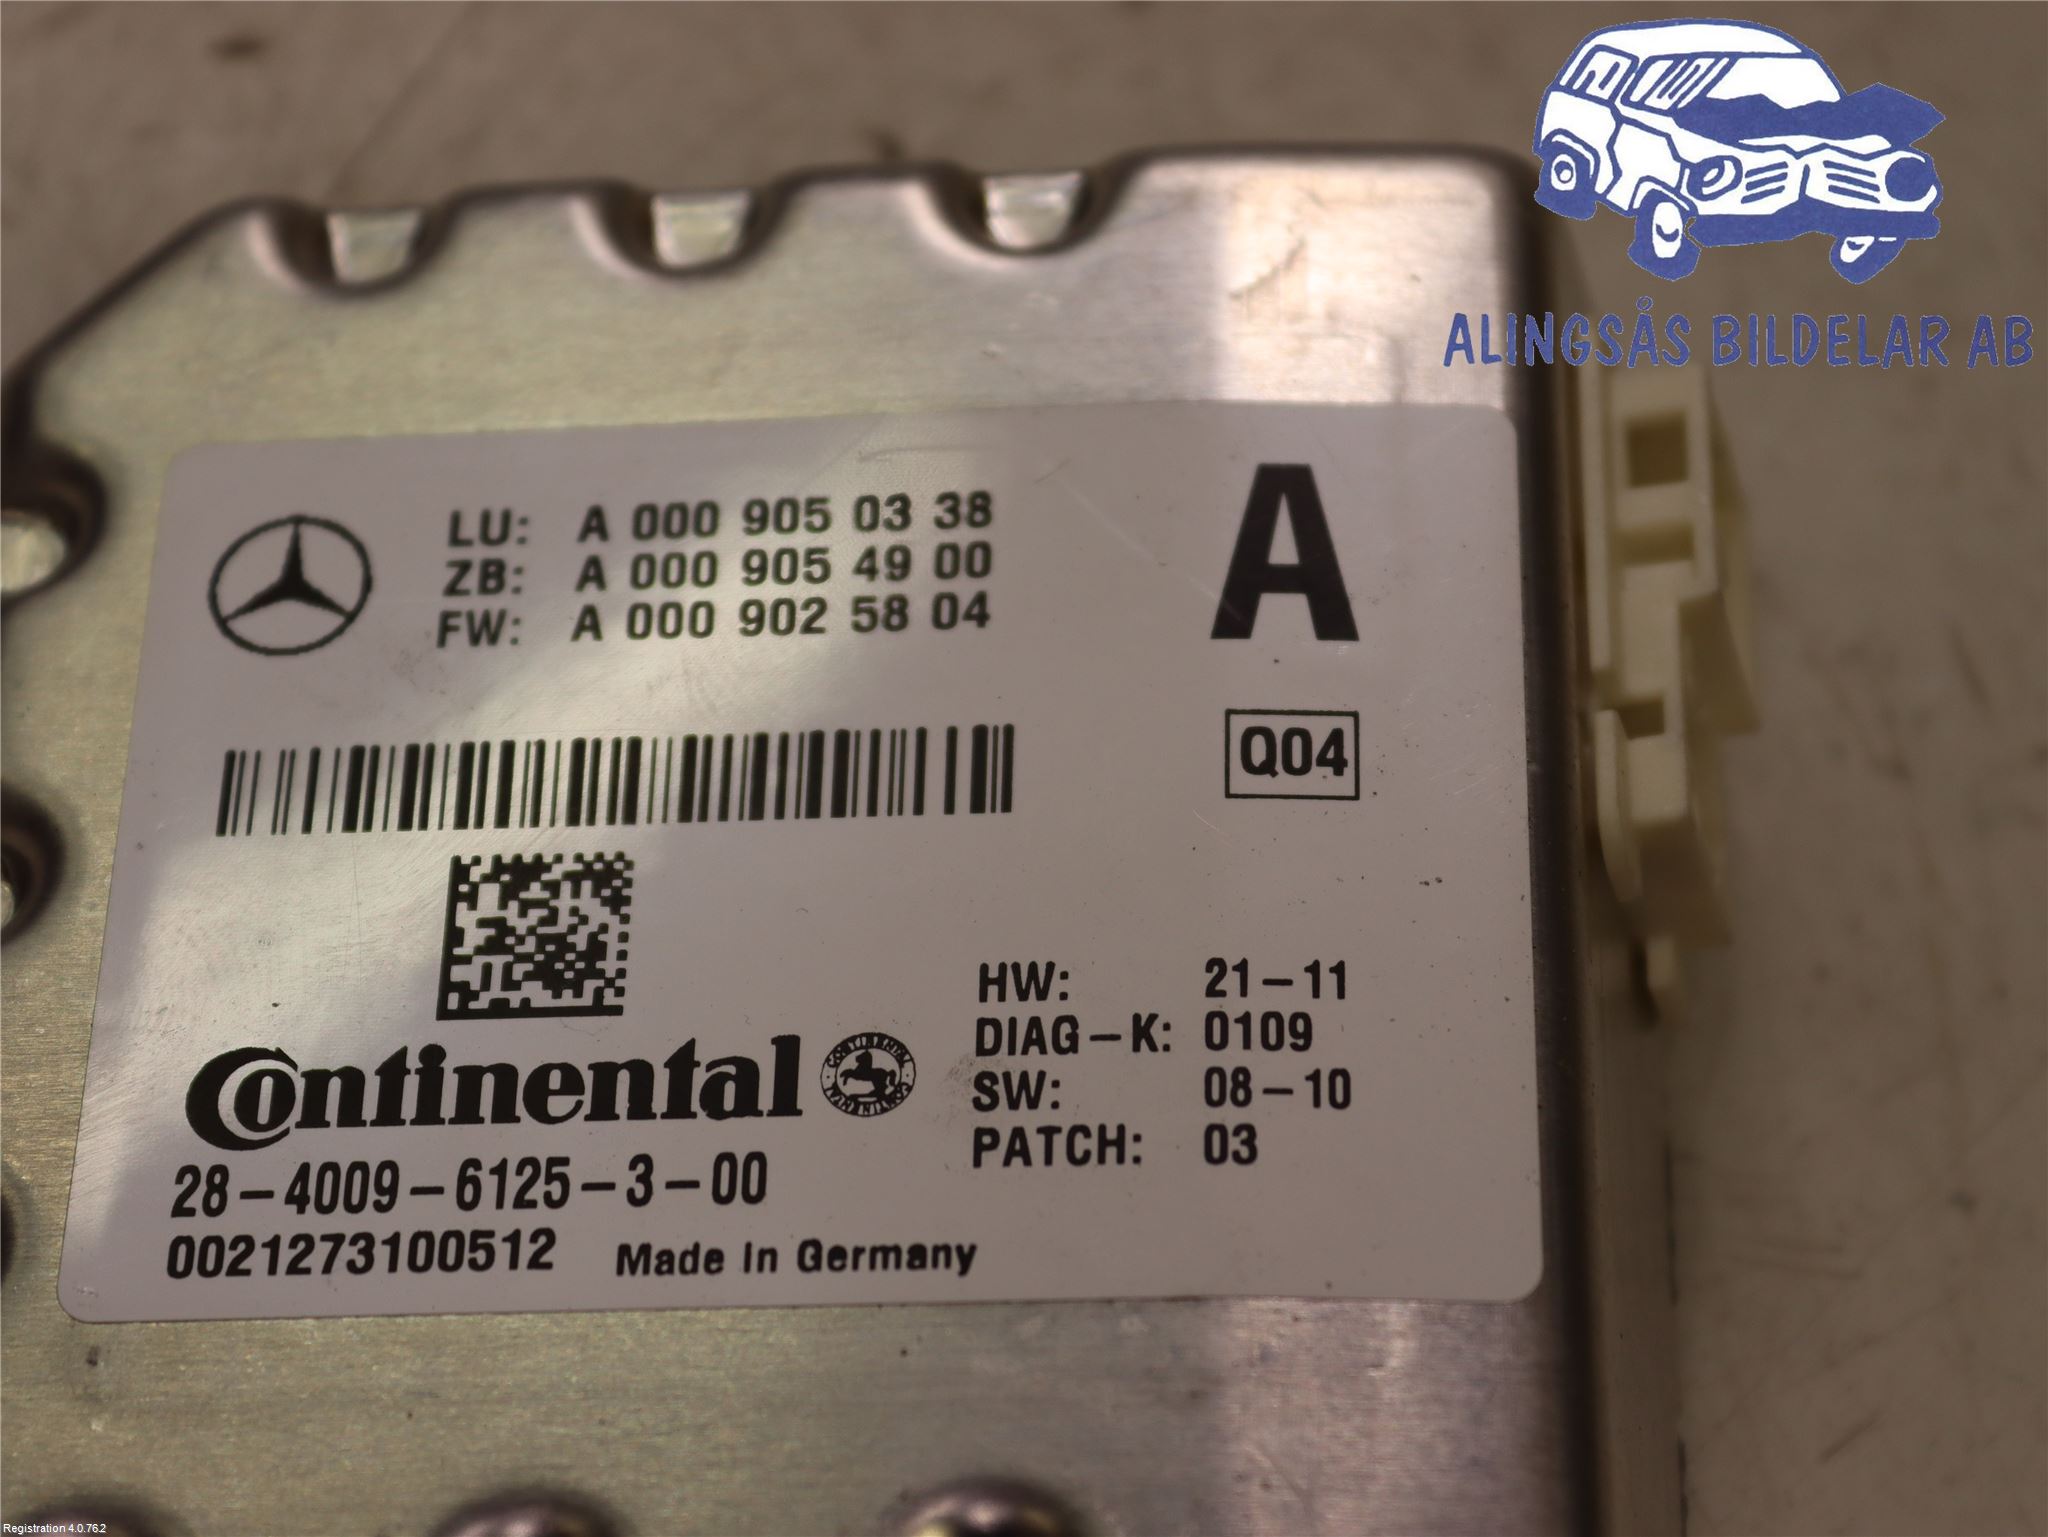 ALINGSÅS BILDELAR AB
LU: A 000 905 03 38
ZB: A 000 905 49 00
FW: A 000 902 58 04
A
Q04
HW: 21-11
DIAG-K: 0109
SW: 08-10
PATCH: 03
Continental
CONTINENTAL
HANNOVER
28-4009-6125-3-00
0021273100512 Made In Germany
Registration 4.0.762